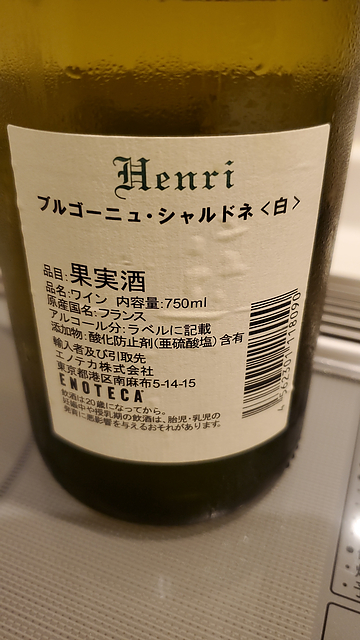 Henri
ブルゴーニュ・シャルドネ〈白〉
品目:果実酒
品名:ワイン 内容量:750ml
原産国名:フランス
アルコール分:ラベルに記載
添加物:酸化防止剤(亜硫酸塩)含有
輸入者及び引取先
エノテカ株式会社
東京都港区南麻布5-14-15
ENOTECA
飲酒は20歳になってから。
妊娠中や授乳期の飲酒は、胎児・乳児の
発育に悪影響を与えるおそれがあります。